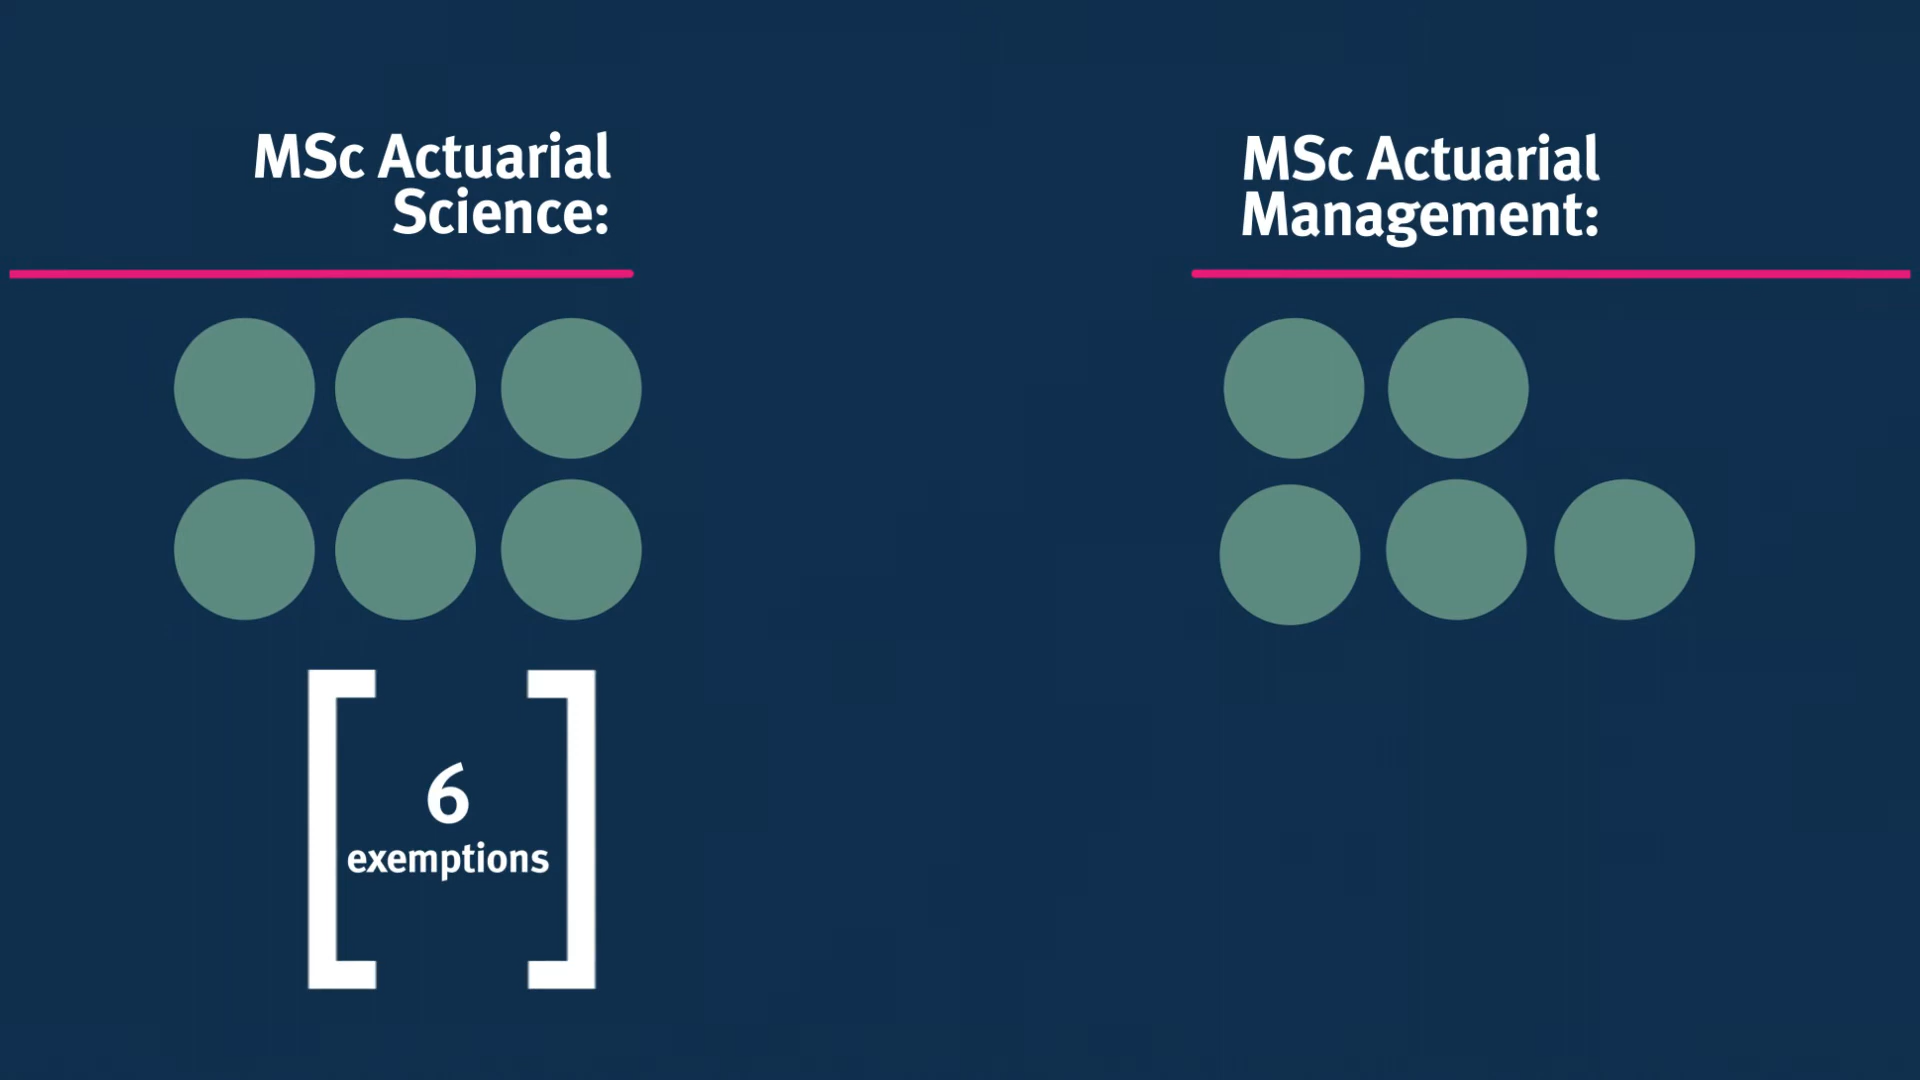 MSc Actuarial
Science:
MSc Actuarial
Management:
6
exemptions